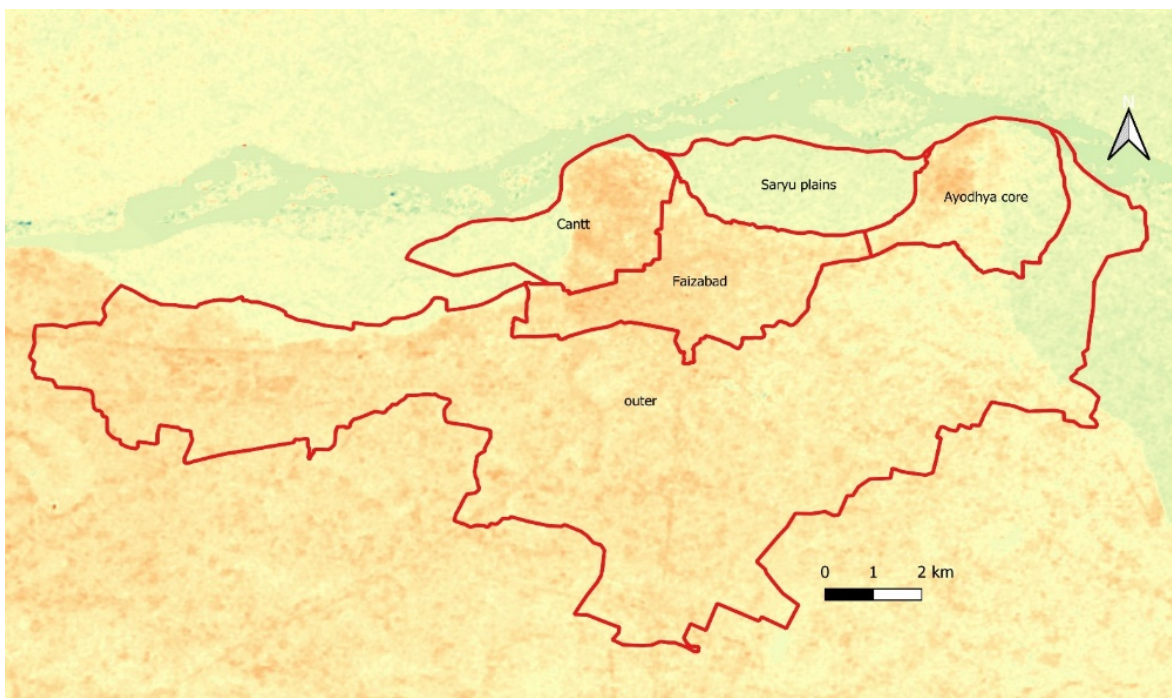 Saryu plains
Ayodhya core
Cantt
Faizabad
outer
0 1 2 km